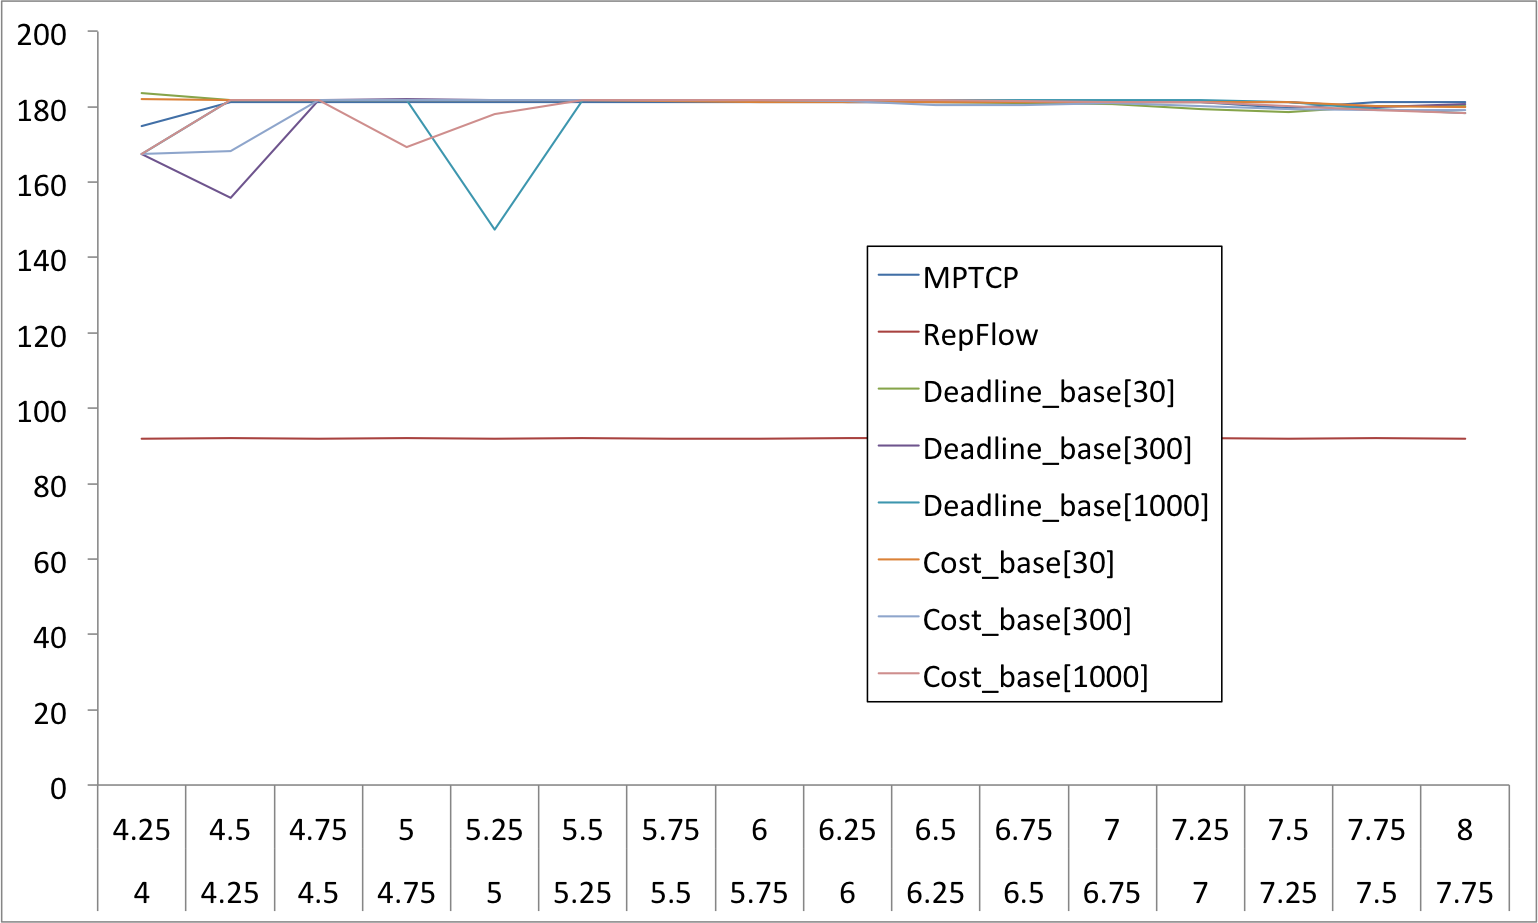 200
180
160
140
120
100
80
60
40
20
0
MPTCP
RepFlow
Deadline_base[30]
Deadline_base[300]
Deadline_base[1000]
Cost_base[30]
Cost_base[300]
Cost_base[1000]
4.25 4.5 4.75 5 5.25 5.5 5.75 6 6.25 6.5 6.75 7 7.25 7.5 7.75 8
4 4.25 4.5 4.75 5 5.25 5.5 5.75 6 6.25 6.5 6.75 7 7.25 7.5 7.75